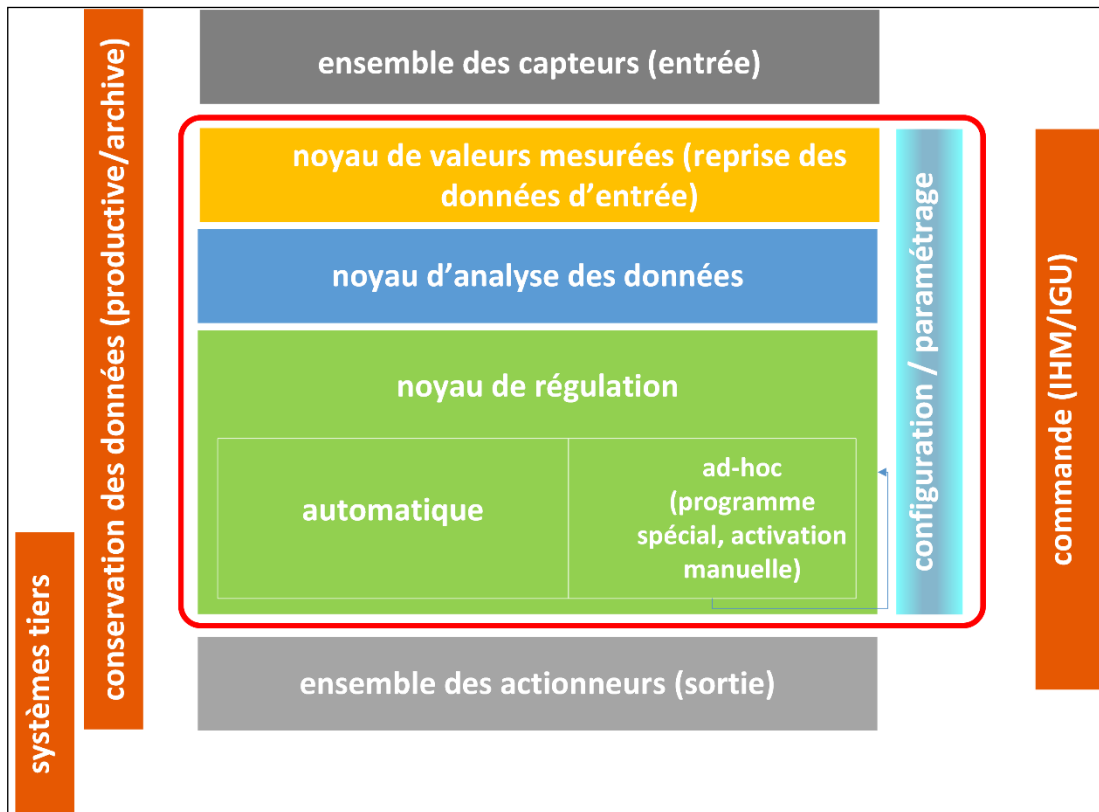 systèmes tiers
conservation des données (productive/archive)
ensemble des capteurs (entrée)
noyau de valeurs mesurées (reprise des
données d’entrée)
noyau d’analyse des données
noyau de régulation
automatique
ad-hoc
(programme
spécial, activation
manuelle)
ensemble des actionneurs (sortie)
configuration / paramétrage
commande (IHM/IGU)